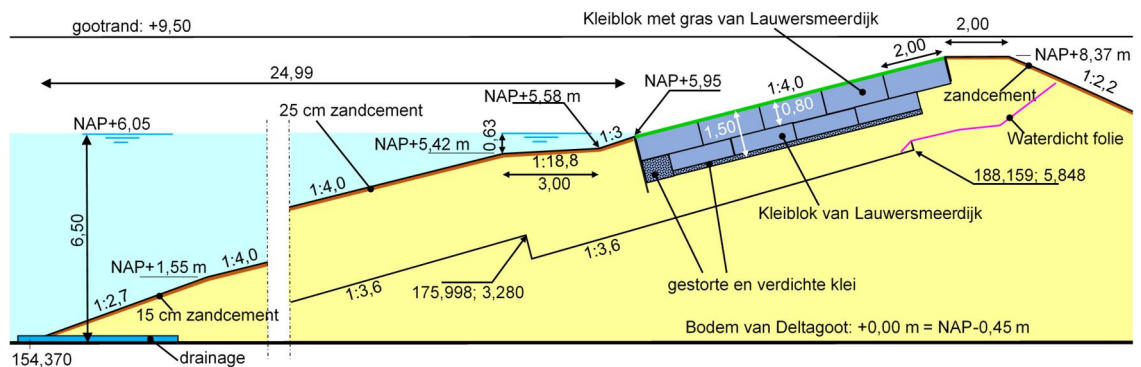 Kleiblok met gras van Lauwersmeerdijk
gootrand: +9,50
2,00
2,00
NAP+8,37 m
24,99
NAP+5,95
1:4,0
1:2,2
zandcement
NAP+5,58 m
25 cm zandcement
0,80
1,50
NAP+6,05
0,63
1:3
NAP+5,42 m
Waterdicht folie
1:18,8
3,00
188,159; 5,848
1:4,0
Kleiblok van Lauwersmeerdijk
6,50
NAP+1,55 m
1:4,0
1:3,6
gestorte en verdichte klei
1:2,7
1:3,6
175,998; 3,280
15 cm zandcement
Bodem van Deltagoot: +0,00 m = NAP-0,45 m
154,370
drainage